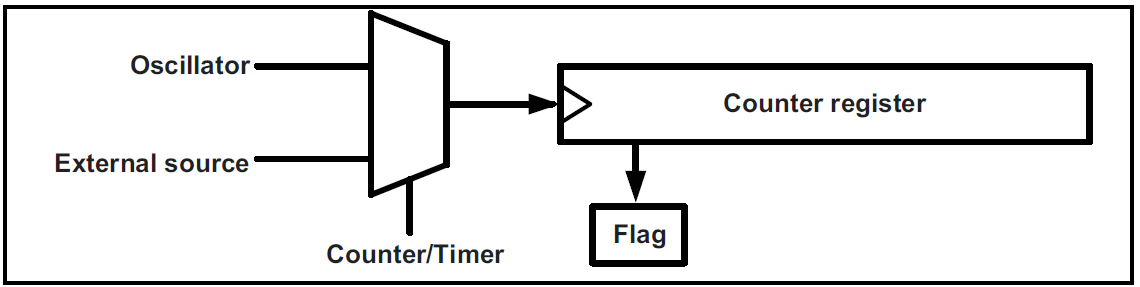 Oscillator
Counter register
External source
Flag
Counter/Timer